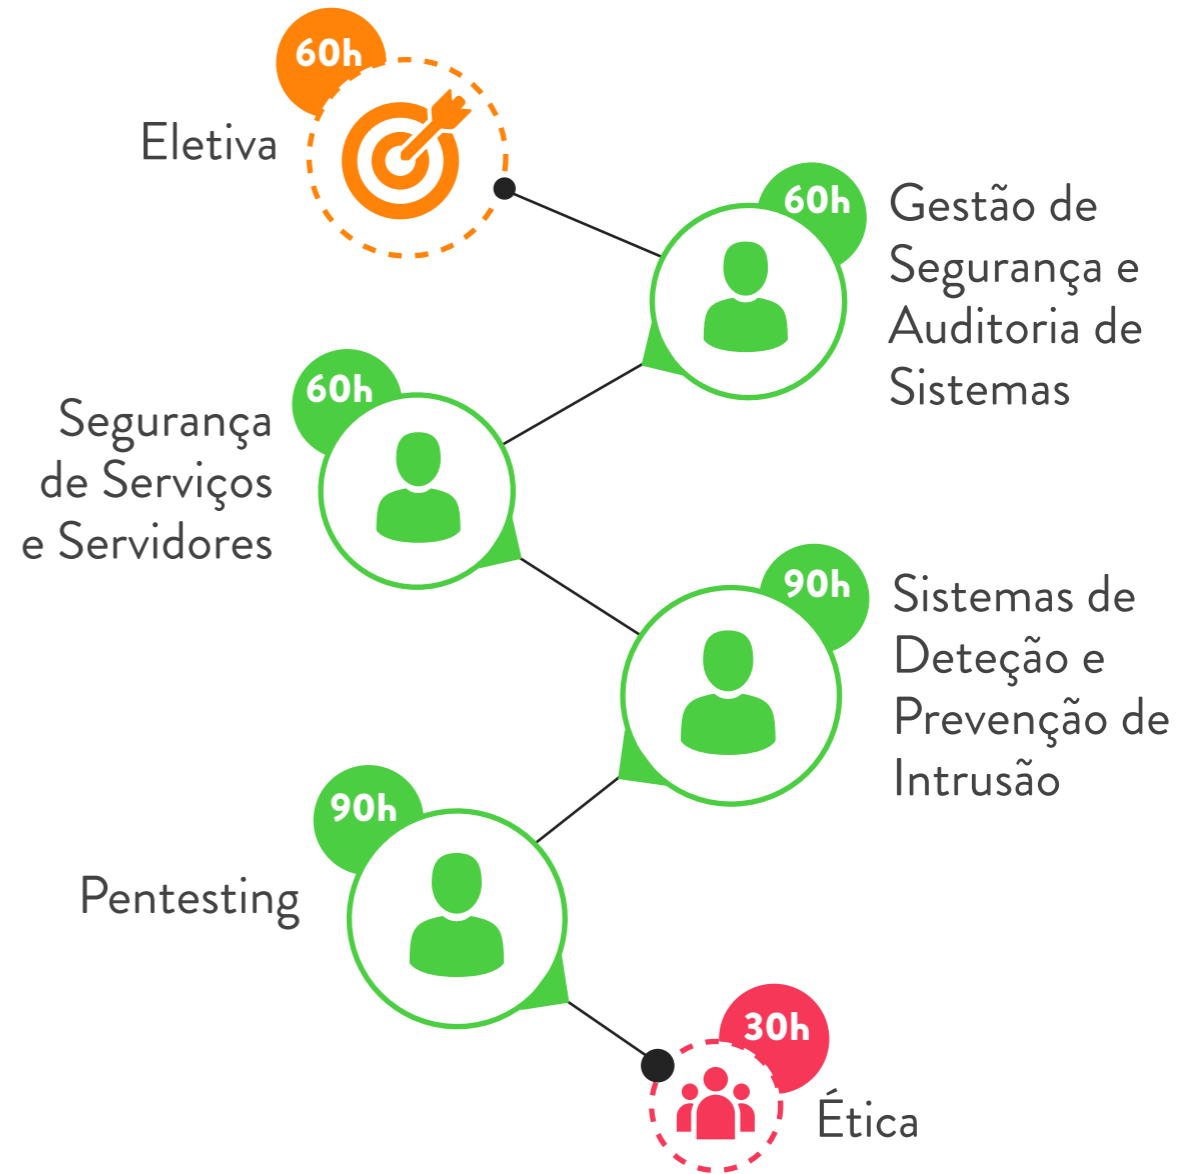 60h
Eletiva
60h
Gestão de
Segurança e
Auditoria de
Sistemas
60h
Segurança
de Serviços
e Servidores
90h
Sistemas de
Deteção e
Prevenção de
Intrusão
90h
Pentesting
30h
Ética